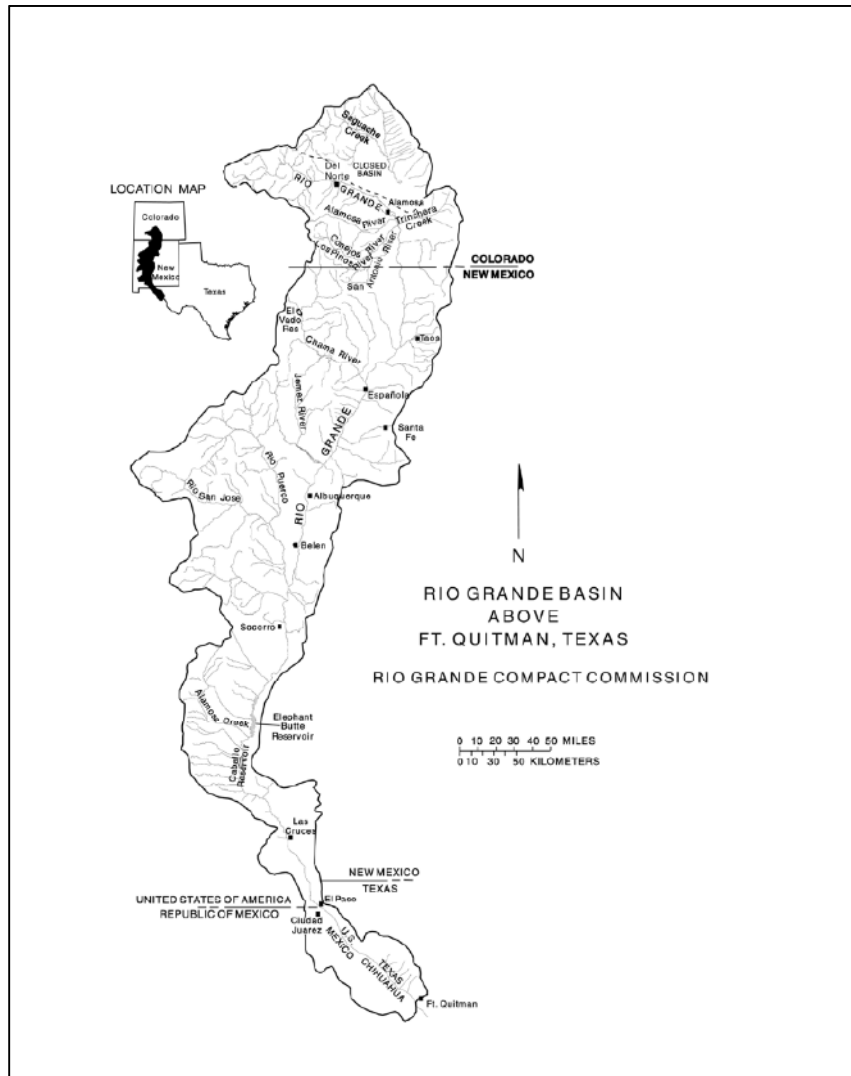 Saguache
Creek
Del
Norte
CLOSED
BASIN
RIO
GRANDE
Alamosa
LOCATION MAP
Colorado
New
Mexico
Texas
Alamosa River
Trinchera
Creek
Conejos
River
Los Pinos
River
San
River
COLORADO
NEW MEXICO
El
Vado
Res
Taos
Chama River
Jemez River
Española
GRANDE
Santa
Fe
Rio
Puerco
Rio San Jose
Albuquerque
RIO
Belen
N
RIO GRANDE BASIN
ABOVE
FT. QUITMAN, TEXAS
RIO GRANDE COMPACT COMMISSION
Socorro
Alamosa Creek
Elephant
Butte
Reservoir
Caballo
Reservoir
0 10 20 30 40 50 MILES
0 10 30 50 KILOMETERS
Las
Cruces
NEW MEXICO
TEXAS
UNITED STATES OF AMERICA
REPUBLIC OF MEXICO
El Paso
Ciudad
Juarez
U.S.
MEXICO
TEXAS
CHIHUAHUA
Ft. Quitman